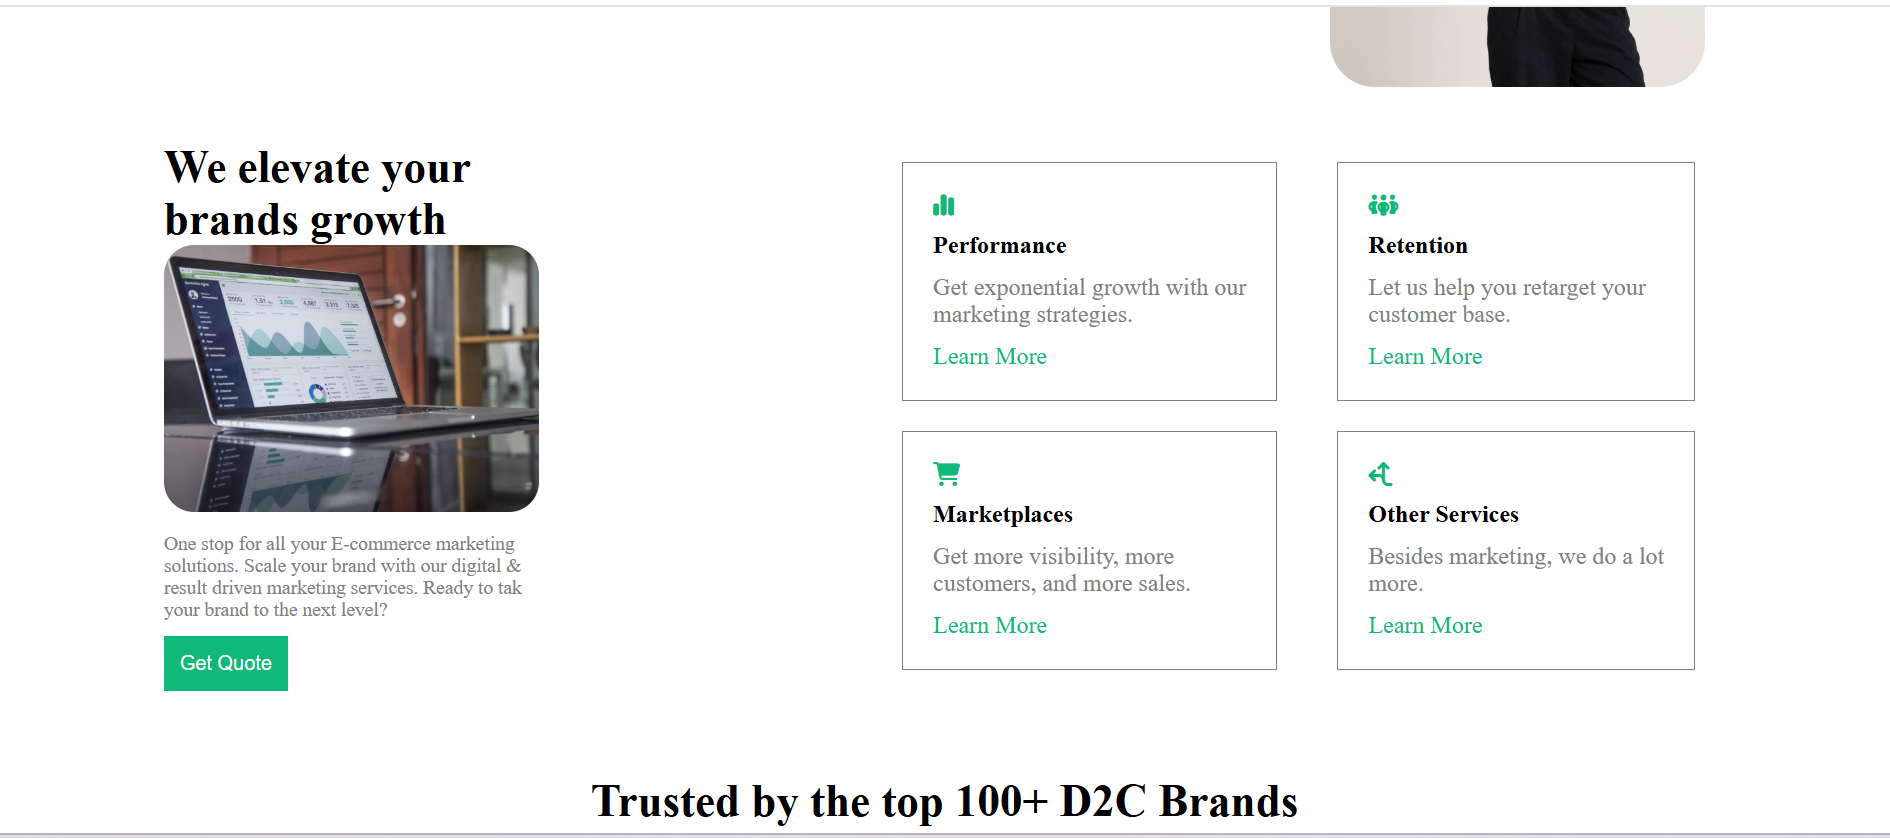 We elevate your
brands growth
One stop for all your E-commerce marketing
solutions. Scale your brand with our digital &
result driven marketing services. Ready to tak
your brand to the next level?
Get Quote
Performance
Get exponential growth with our
marketing strategies.
Learn More
Retention
Let us help you retarget your
customer base.
Learn More
Marketplaces
Get more visibility, more
customers, and more sales.
Learn More
Other Services
Besides marketing, we do a lot
more.
Learn More
Trusted by the top 100+ D2C Brands